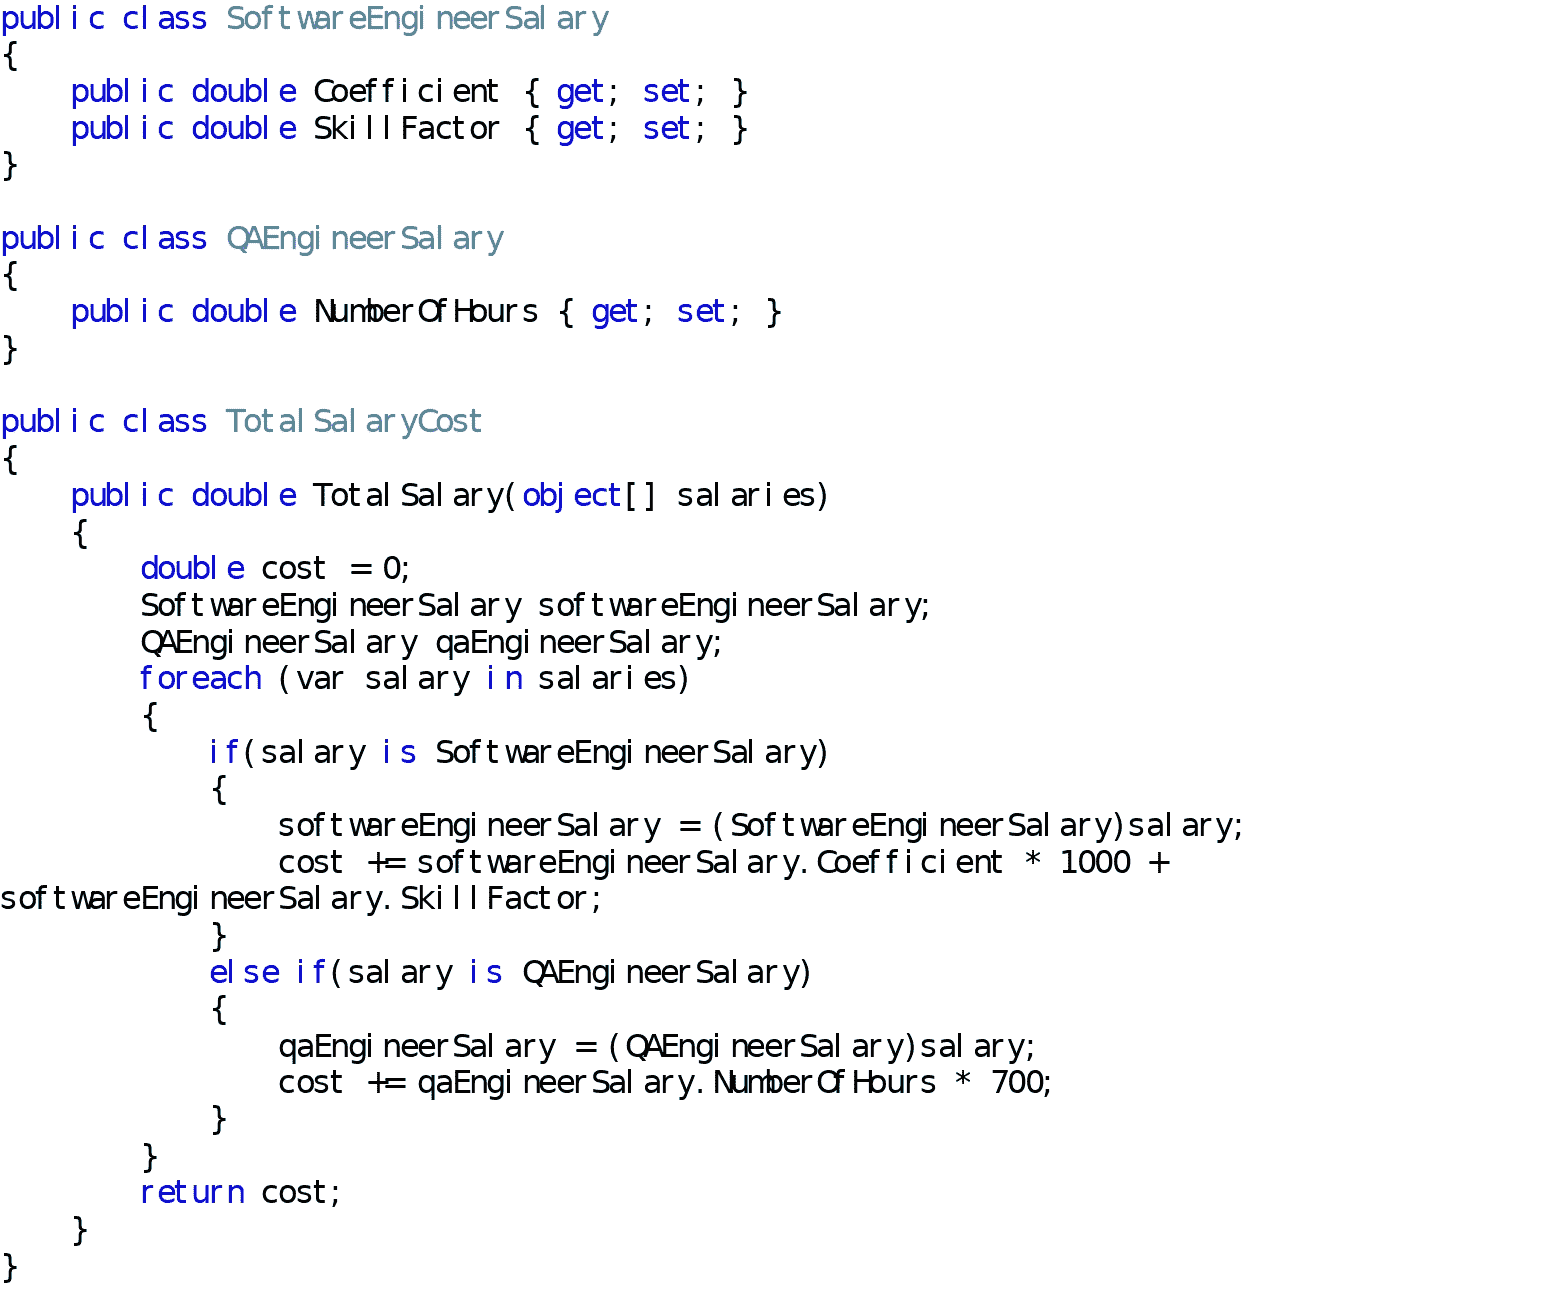 public class SoftwareEngineerSalary
{
    public double Coefficient { get; set; }
    public double SkillFactor { get; set; }
}

public class QAEngineerSalary
{
    public double NumberOfHours { get; set; }
}

public class TotalSalaryCost
{
    public double TotalSalary(object[] salaries)
    {
        double cost = 0;
        SoftwareEngineerSalary softwareEngineerSalary;
        QAEngineerSalary qaEngineerSalary;
        foreach (var salary in salaries)
        {
            if(salary is SoftwareEngineerSalary)
            {
                softwareEngineerSalary = (SoftwareEngineerSalary)salary;
                cost += softwareEngineerSalary.Coefficient * 1000 +
softwareEngineerSalary.SkillFactor;
            }
            else if(salary is QAEngineerSalary)
            {
                qaEngineerSalary = (QAEngineerSalary)salary;
                cost += qaEngineerSalary.NumberOfHours * 700;
            }
        }
        return cost;
    }
}